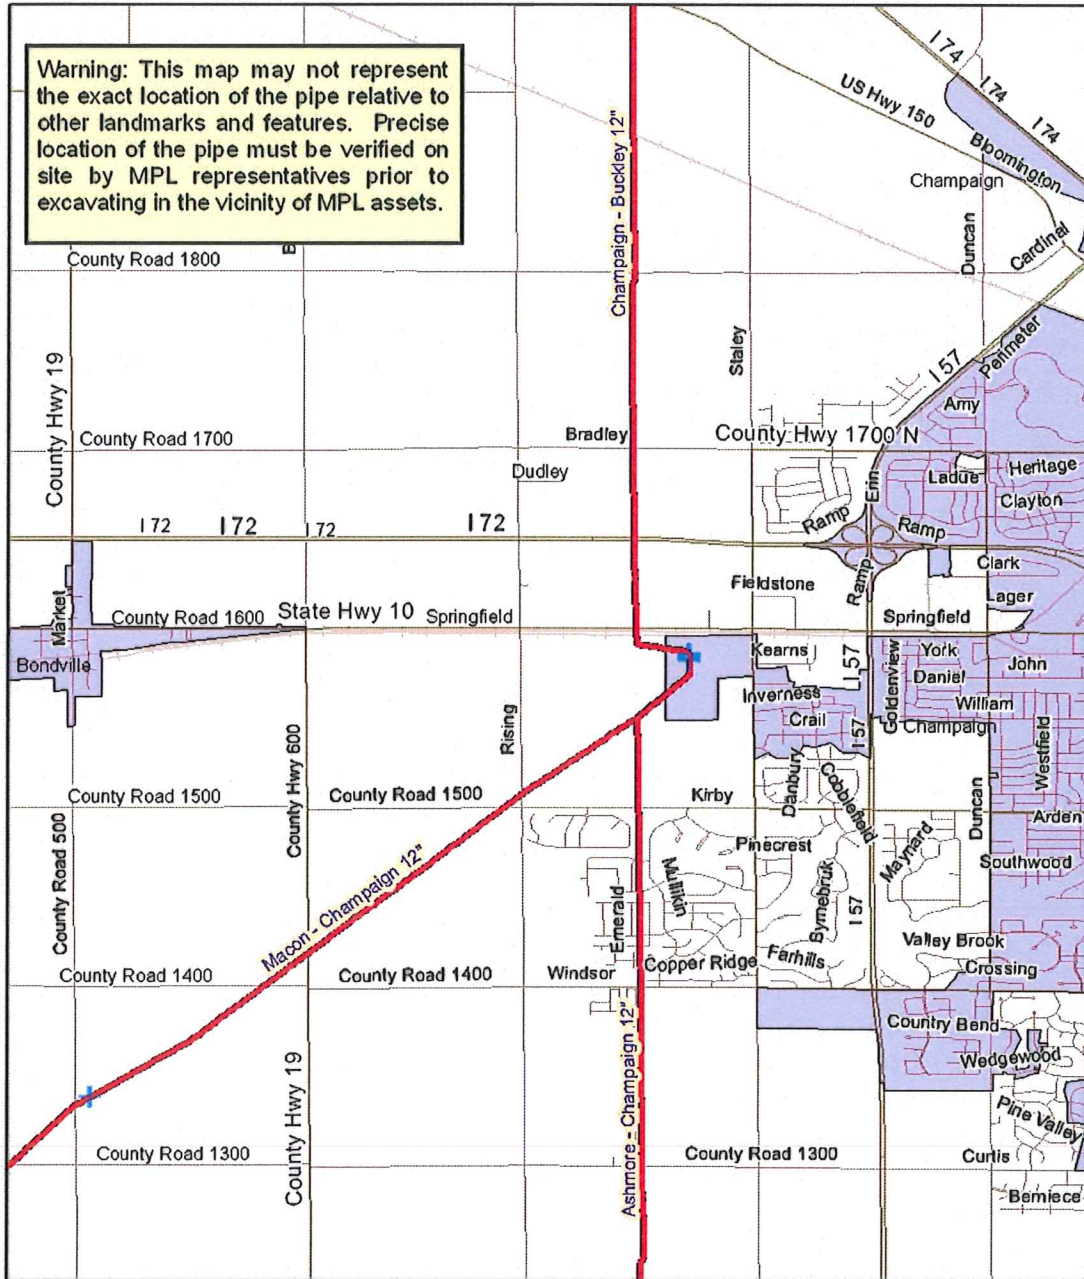 Warning: This map may not represent
the exact location of the pipe relative to
other landmarks and features. Precise
location of the pipe must be verified on
site by MPL representatives prior to
excavating in the vicinity of MPL assets.
I 74
I 74
I 74
US Hwy 150
Bloomington
Champaign
Duncan
Cardinal
Champaign - Buckley 12"
County Road 1800
Staley
Perimeter
I 57
County Hwy 19
Amy
County Road 1700
Bradley
County Hwy 1700 N
Dudley
Ladue
Heritage
Erin
Clayton
Ramp
Ramp
I 72
I 72
I 72
I 72
Clark
Fieldstone
Ramp
Lager
Market
County Road 1600
State Hwy 10
Springfield
Springfield
Bondville
Kearns
I 57
York
John
Goldenview
Daniel
Inverness
William
Crail
Champaign
I 57
Rising
County Hwy 600
Westfield
Danbury
Cobblefield
County Road 1500
County Road 1500
Kirby
Duncan
Arden
Pinecrest
Maynard
Southwood
County Road 500
Macon - Champaign 12"
Mullikin
Emerald
Byrnebruk
I 57
Valley Brook
Farhills
Copper Ridge
Crossing
County Road 1400
County Road 1400
Windsor
Country Bend
Wedgewood
Ashmore - Champaign 12"
County Hwy 19
Pine Valley
County Road 1300
County Road 1300
Curtis
Berniece